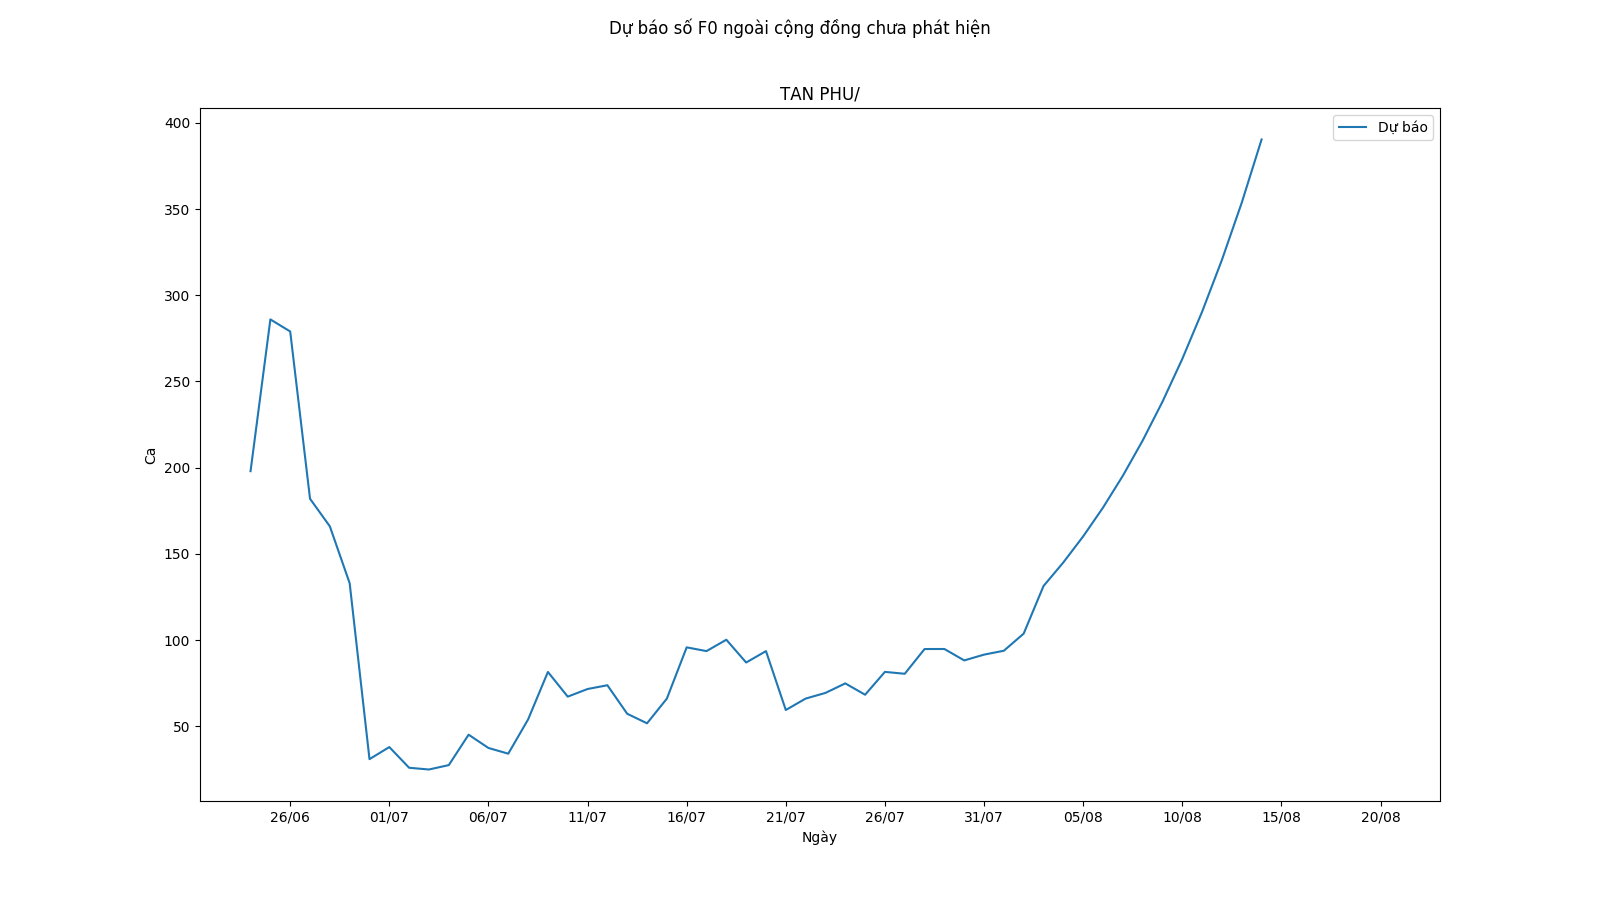 Dự báo số F0 ngoài cộng đồng chưa phát hiện
TAN PHU/
Dự báo
400
350
300
250
200
150
100
50
Ca
26/06 01/07 06/07 11/07 16/07 21/07 26/07 31/07 05/08 10/08 15/08 20/08
Ngày